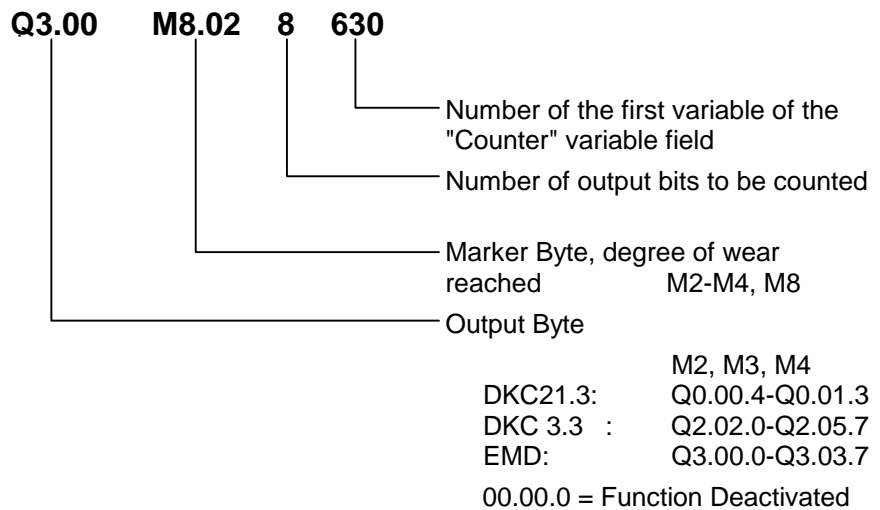 Q3.00 M8.02 8 630
Number of the first variable of the
"Counter" variable field
Number of output bits to be counted
Marker Byte, degree of wear
reached M2-M4, M8
Output Byte
M2, M3, M4
DKC21.3: Q0.00.4-Q0.01.3
DKC 3.3 : Q2.02.0-Q2.05.7
EMD: Q3.00.0-Q3.03.7
00.00.0 = Function Deactivated